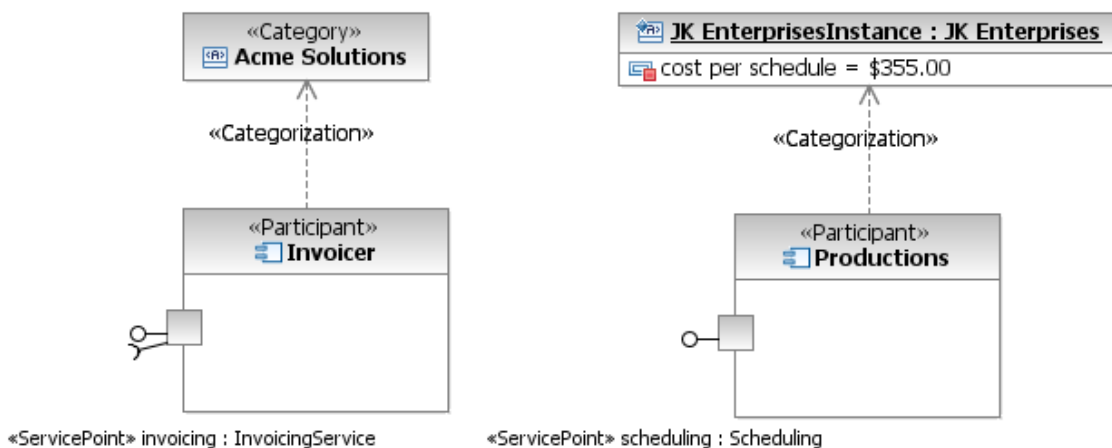 «Category»
Acme Solutions
«Categorization»
«Participant»
Invoicer
«ServicePoint» invoicing : InvoicingService
JK EnterprisesInstance : JK Enterprises
cost per schedule = $355.00
«Categorization»
«Participant»
Productions
«ServicePoint» scheduling : Scheduling